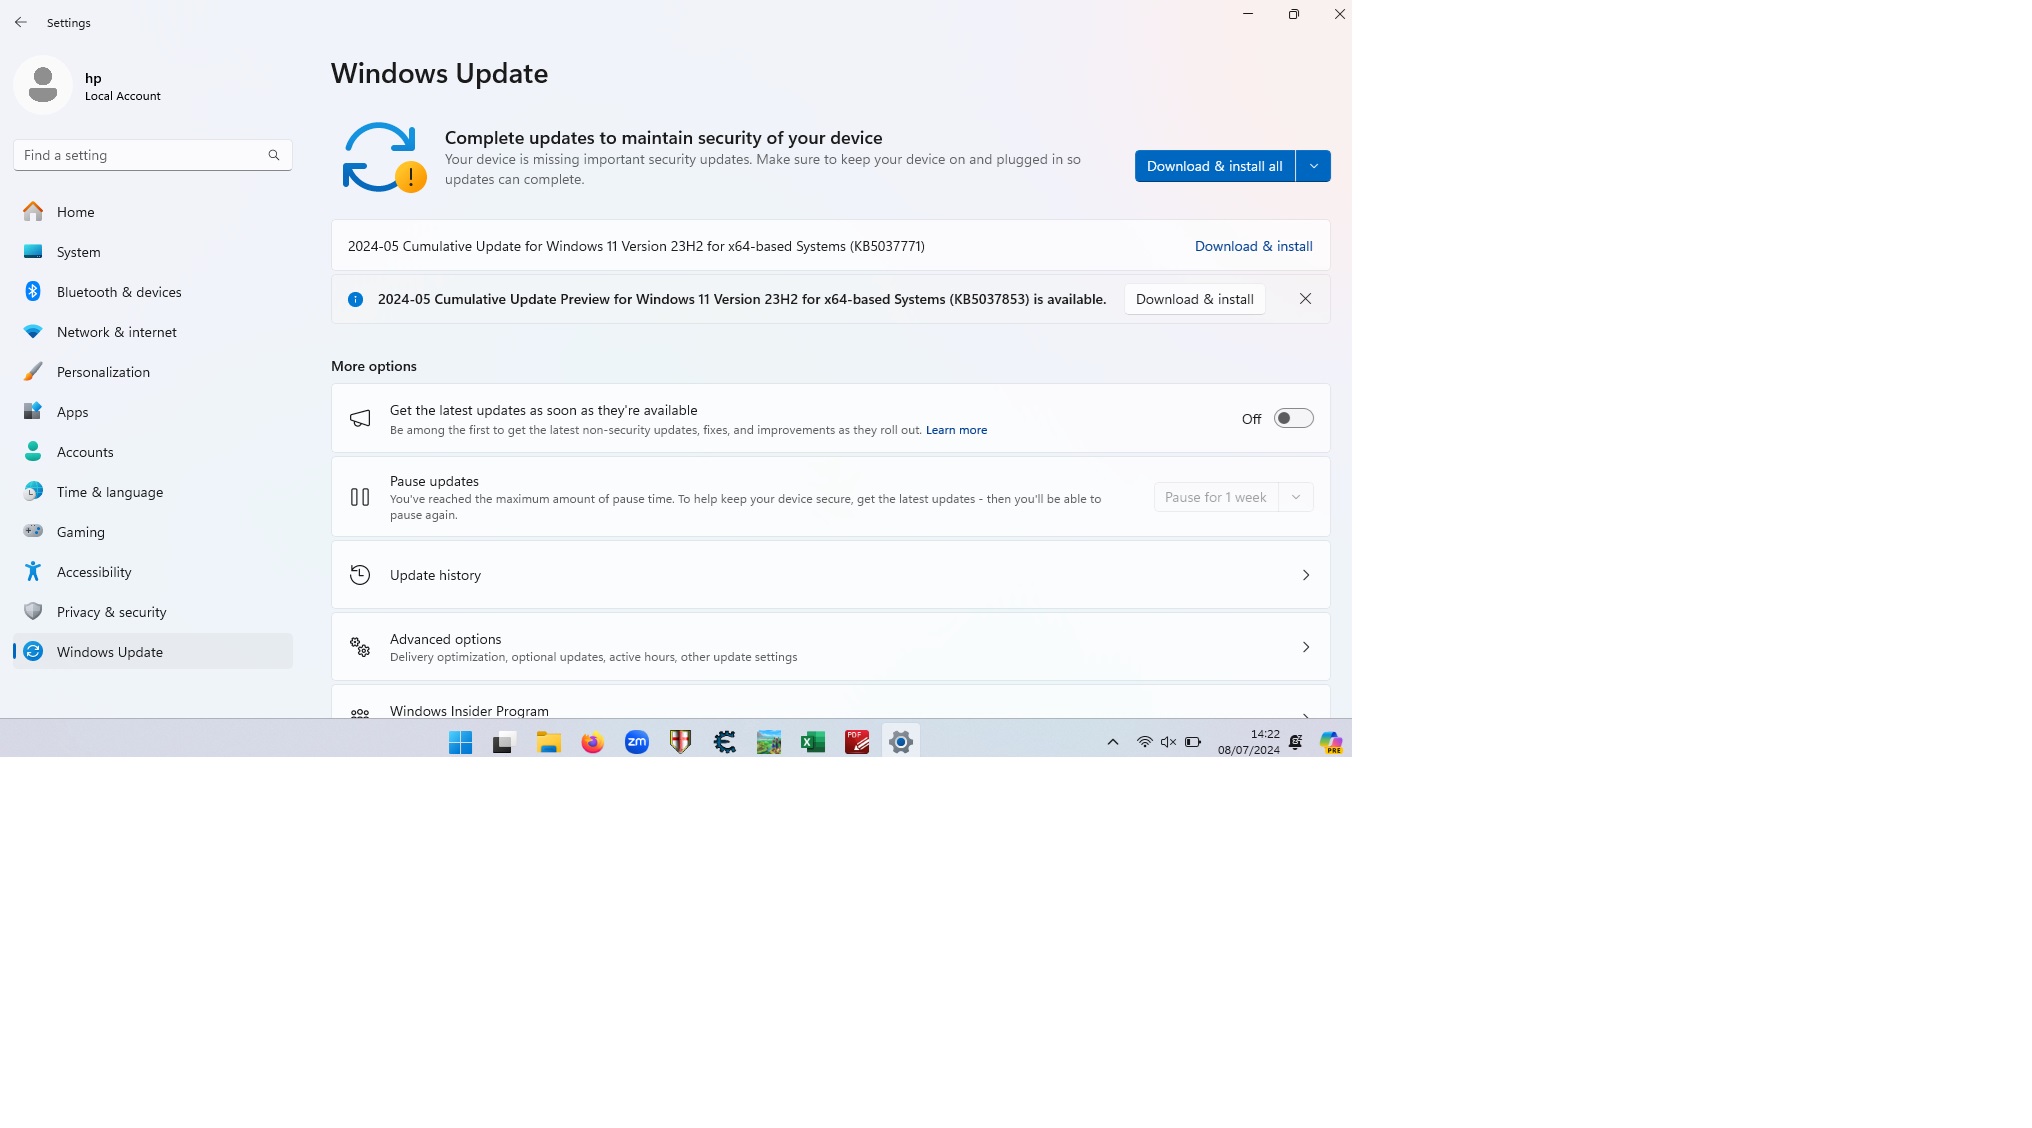 Settings
hp
Local Account
Find a setting
Home
System
Bluetooth & devices
Network & internet
Personalization
Apps
Accounts
Time & language
Gaming
Accessibility
Privacy & security
Windows Update
Windows Update
Complete updates to maintain security of your device
Your device is missing important security updates. Make sure to keep your device on and plugged in so
updates can complete.
Download & install all
2024-05 Cumulative Update for Windows 11 Version 23H2 for x64-based Systems (KB5037771)
Download & install
2024-05 Cumulative Update Preview for Windows 11 Version 23H2 for x64-based Systems (KB5037853) is available.
Download & install
More options
Get the latest updates as soon as they're available
Be among the first to get the latest non-security updates, fixes, and improvements as they roll out. Learn more
Off
Pause updates
You've reached the maximum amount of pause time. To help keep your device secure, get the latest updates - then you'll be able to
pause again.
Pause for 1 week
Update history
Advanced options
Delivery optimization, optional updates, active hours, other update settings
Windows Insider Program
zm
PDF
14:22
08/07/2024
PRE